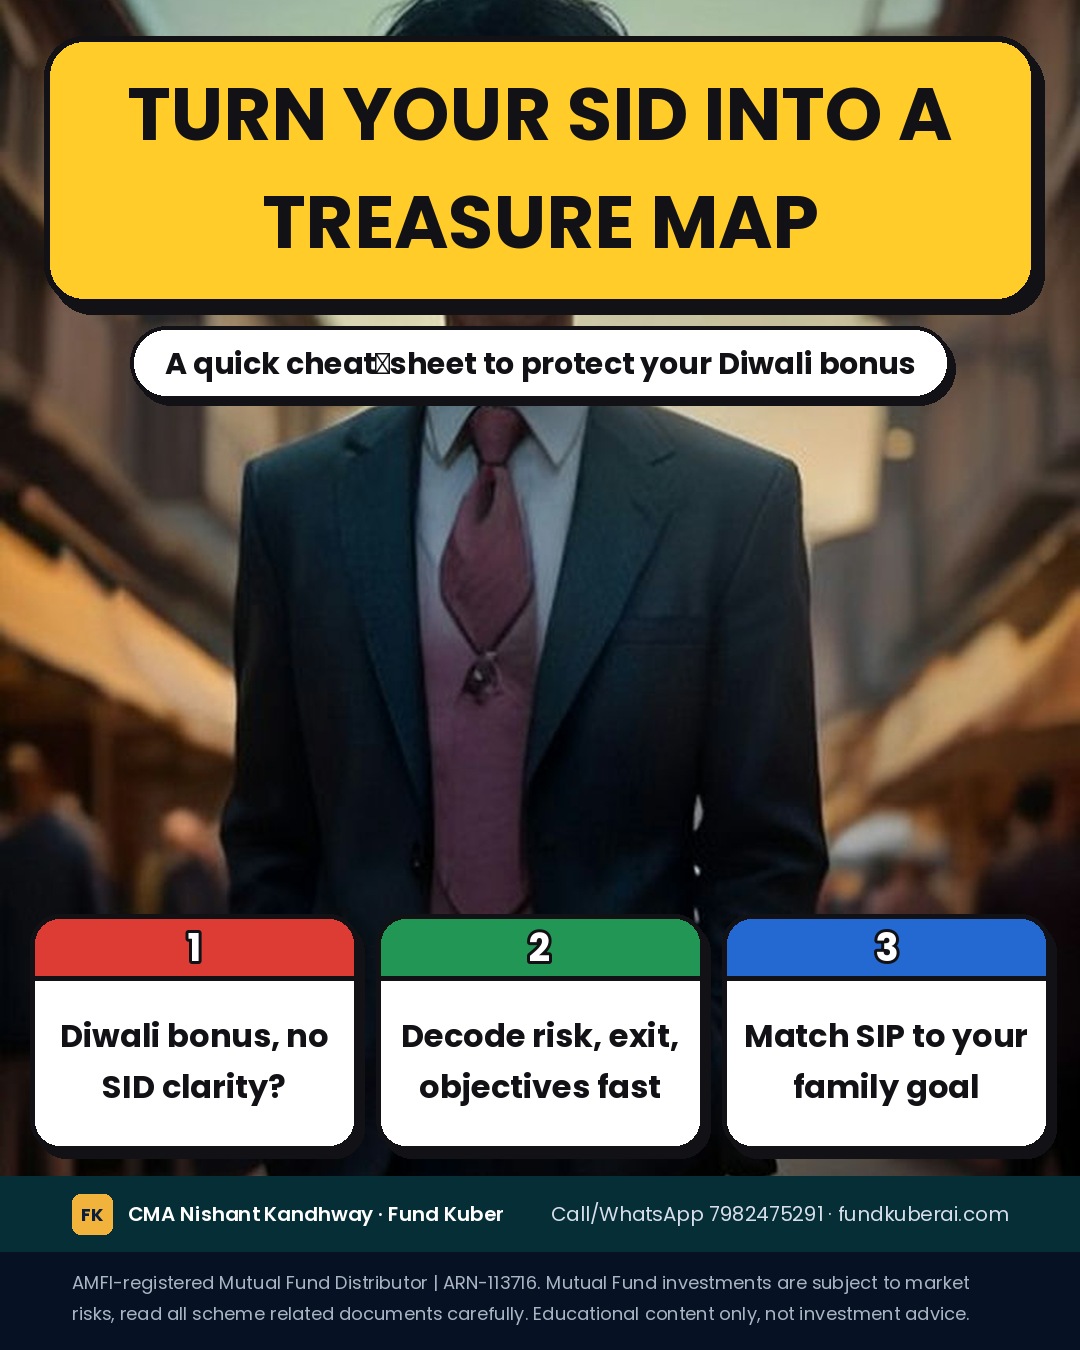 TURN YOUR SID INTO A
TREASURE MAP
A quick cheat☒sheet to protect your Diwali bonus
1
Diwali bonus, no
SID clarity?
2
Decode risk, exit,
objectives fast
3
Match SIP to your
family goal
FK CMA Nishant Kandhway · Fund Kuber Call/WhatsApp 7982475291 · fundkuberai.com
AMFI-registered Mutual Fund Distributor | ARN-113716. Mutual Fund investments are subject to market
risks, read all scheme related documents carefully. Educational content only, not investment advice.